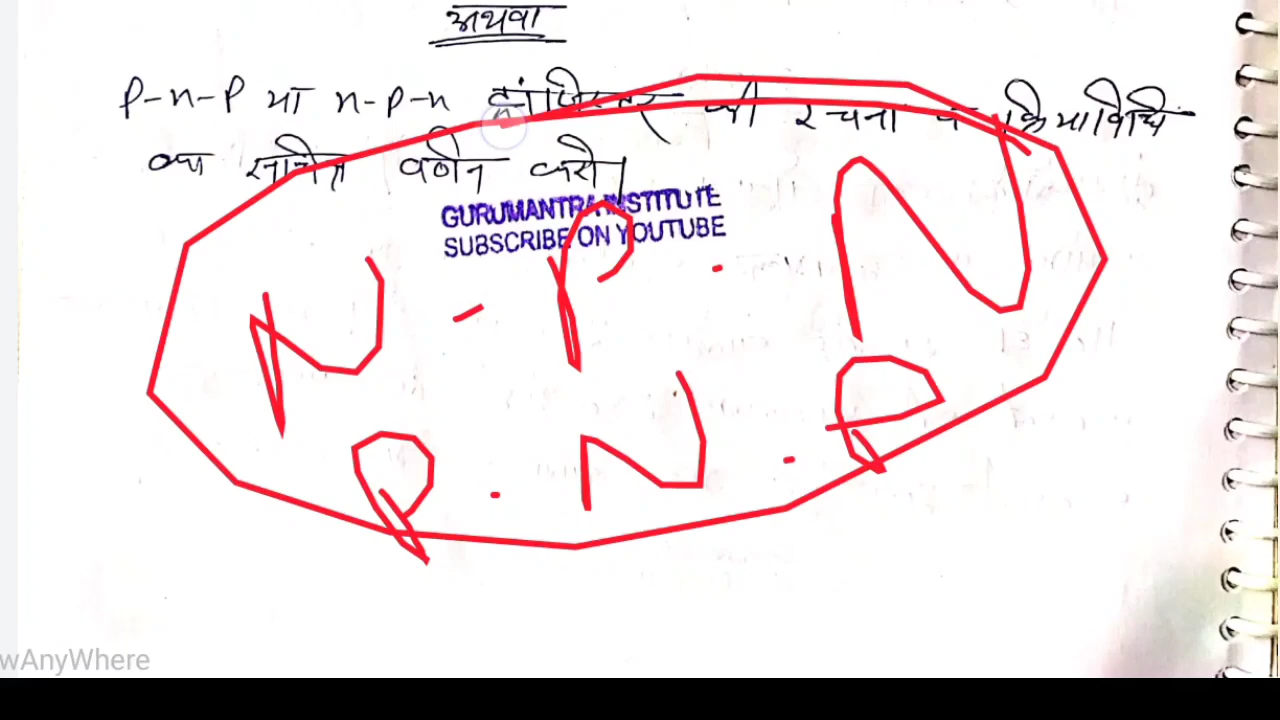 अथवा
P-n-P या n-p-n ट्रांजिस्टर की रचना व क्रियाविधि
का सचित्र वर्णन करो।
GURUMANTRA INSTITUTE
SUBSCRIBE ON YOUTUBE
N - P - N
P - N - P
wAnyWhere